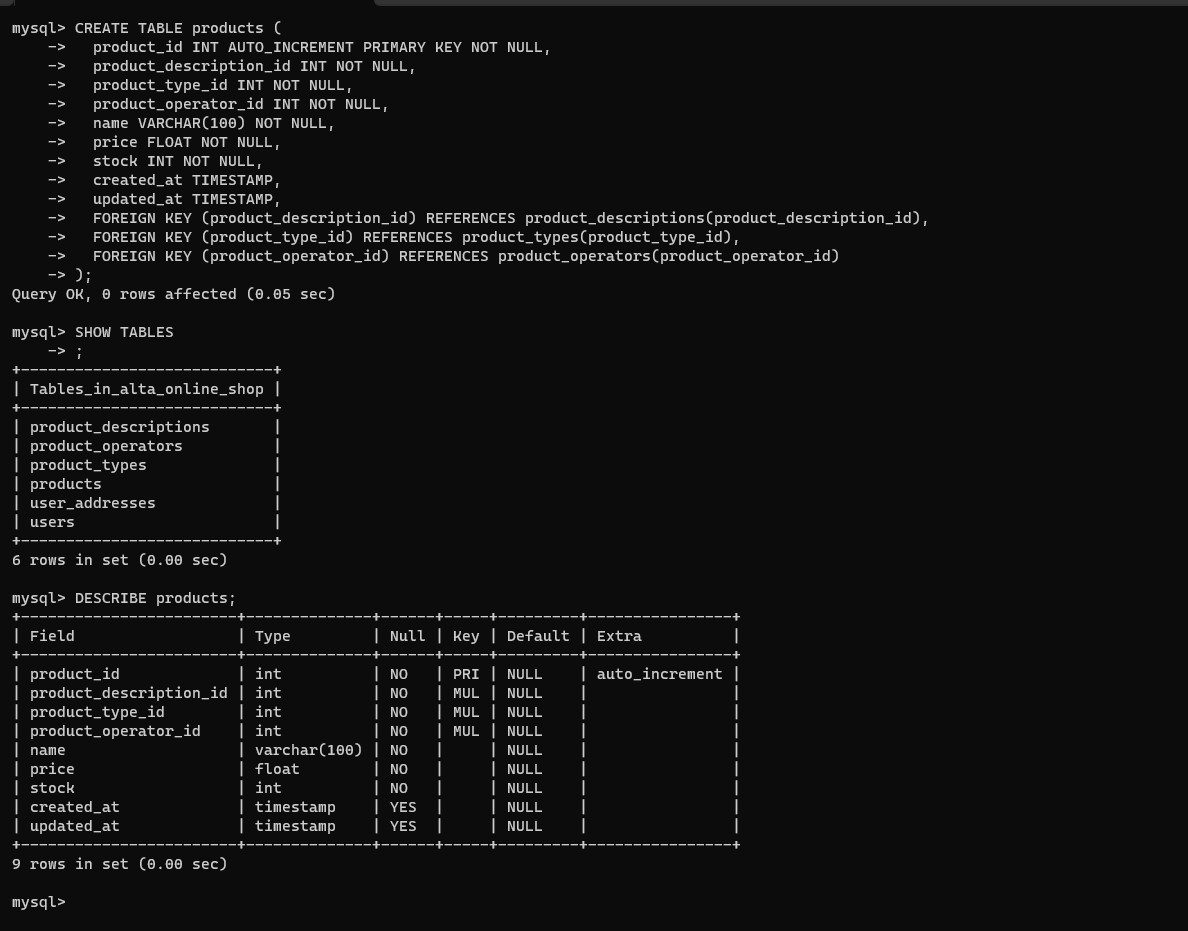 mysql> CREATE TABLE products (
    ->   product_id INT AUTO_INCREMENT PRIMARY KEY NOT NULL,
    ->   product_description_id INT NOT NULL,
    ->   product_type_id INT NOT NULL,
    ->   product_operator_id INT NOT NULL,
    ->   name VARCHAR(100) NOT NULL,
    ->   price FLOAT NOT NULL,
    ->   stock INT NOT NULL,
    ->   created_at TIMESTAMP,
    ->   updated_at TIMESTAMP,
    ->   FOREIGN KEY (product_description_id) REFERENCES product_descriptions(product_description_id),
    ->   FOREIGN KEY (product_type_id) REFERENCES product_types(product_type_id),
    ->   FOREIGN KEY (product_operator_id) REFERENCES product_operators(product_operator_id)
    -> );
Query OK, 0 rows affected (0.05 sec)

mysql> SHOW TABLES
    -> ;
+----------------------------+
| Tables_in_alta_online_shop |
+----------------------------+
| product_descriptions       |
| product_operators          |
| product_types              |
| products                   |
| user_addresses             |
| users                      |
+----------------------------+
6 rows in set (0.00 sec)

mysql> DESCRIBE products;
+------------------------+--------------+------+-----+---------+----------------+
| Field                  | Type         | Null | Key | Default | Extra          |
+------------------------+--------------+------+-----+---------+----------------+
| product_id             | int          | NO   | PRI | NULL    | auto_increment |
| product_description_id | int          | NO   | MUL | NULL    |                |
| product_type_id        | int          | NO   | MUL | NULL    |                |
| product_operator_id    | int          | NO   | MUL | NULL    |                |
| name                   | varchar(100) | NO   |     | NULL    |                |
| price                  | float        | NO   |     | NULL    |                |
| stock                  | int          | NO   |     | NULL    |                |
| created_at             | timestamp    | YES  |     | NULL    |                |
| updated_at             | timestamp    | YES  |     | NULL    |                |
+------------------------+--------------+------+-----+---------+----------------+
9 rows in set (0.00 sec)

mysql>